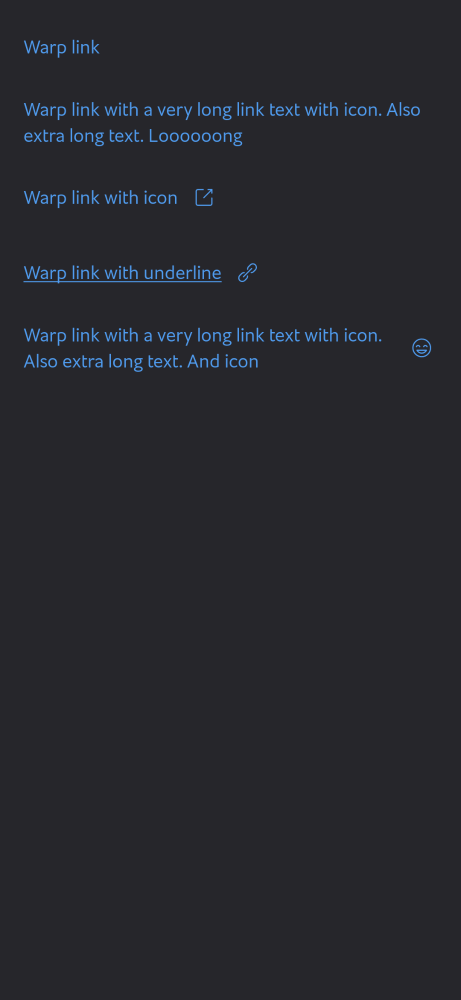 Warp link
Warp link with a very long link text with icon. Also
extra long text. Loooooong
Warp link with icon
Warp link with underline
Warp link with a very long link text with icon.
Also extra long text. And icon